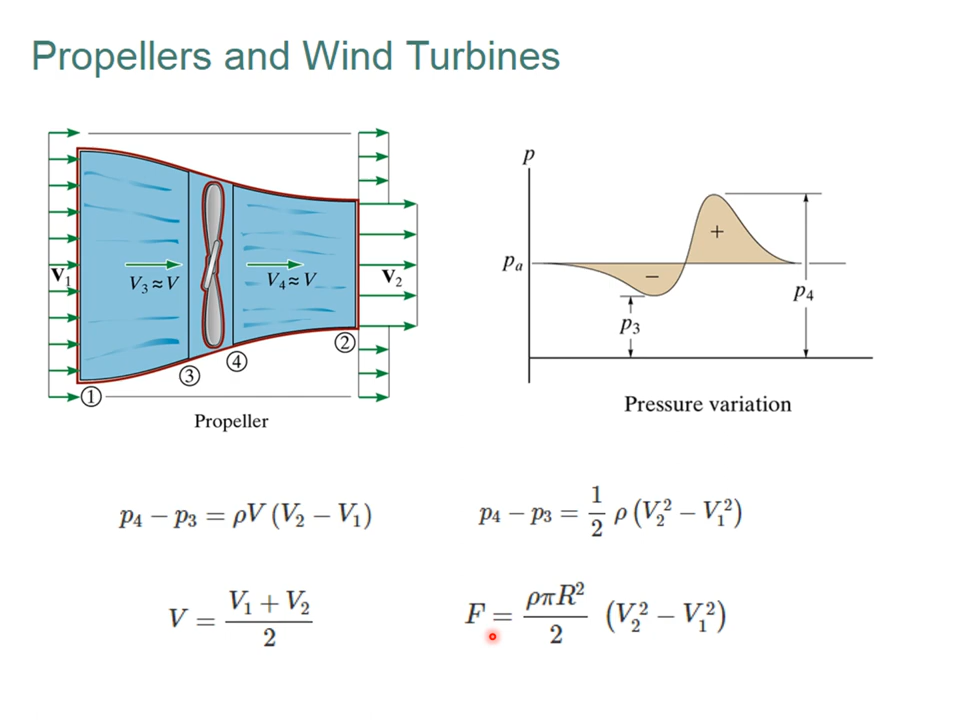 Propellers and Wind Turbines
V₁
V₃ ≈ V
V₄ ≈ V
V₂
①
③
④
②
Propeller
p
pₐ
+
−
p₃
p₄
Pressure variation
p₄ − p₃ = ρV (V₂ − V₁)
p₄ − p₃ = 1/2 ρ (V₂² − V₁²)
V = (V₁ + V₂)/2
F = ρπR²/2 (V₂² − V₁²)